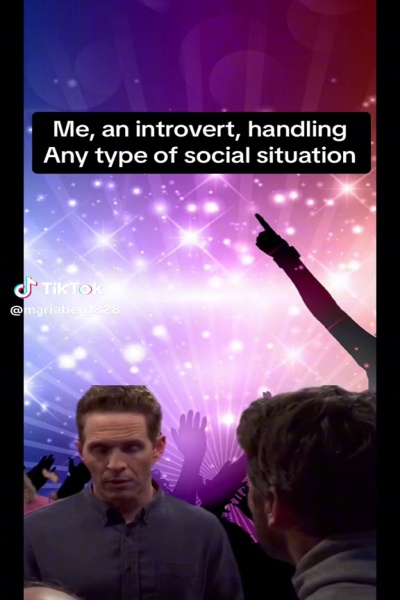 Me, an introvert, handling
Any type of social situation
TikTok